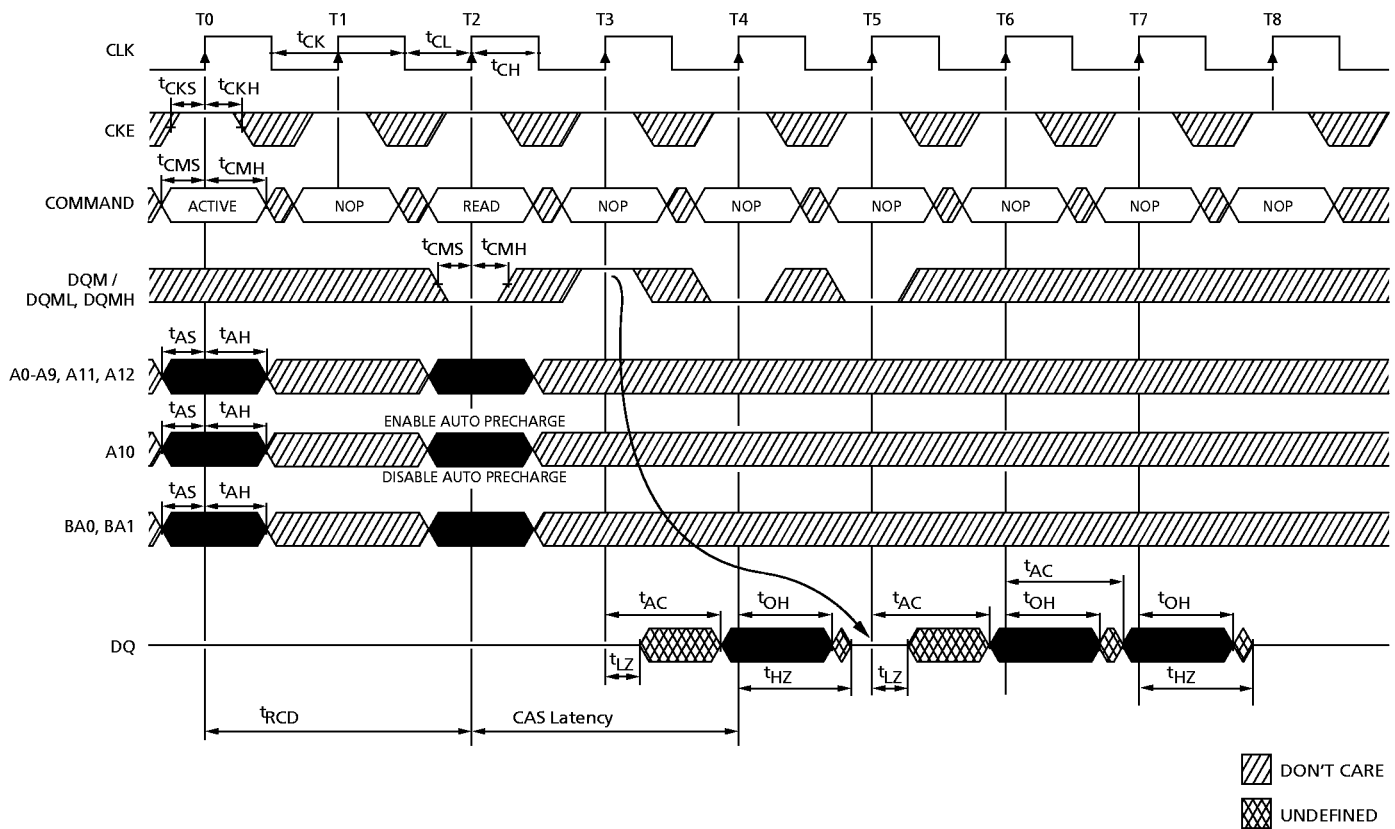 T0 T1 T2 T3 T4 T5 T6 T7 T8
CLK
tCK tCL
tCH
tCKS tCKH
CKE
tCMS tCMH
COMMAND ACTIVE NOP READ NOP NOP NOP NOP NOP NOP
tCMS tCMH
DQM /
DQML, DQMH
tAS tAH
A0-A9, A11, A12
tAS tAH
ENABLE AUTO PRECHARGE
A10
DISABLE AUTO PRECHARGE
tAS tAH
BA0, BA1
tAC
tAC tOH tAC tOH tOH
DQ
tLZ tHZ tLZ tHZ
tRCD CAS Latency
DON'T CARE
UNDEFINED